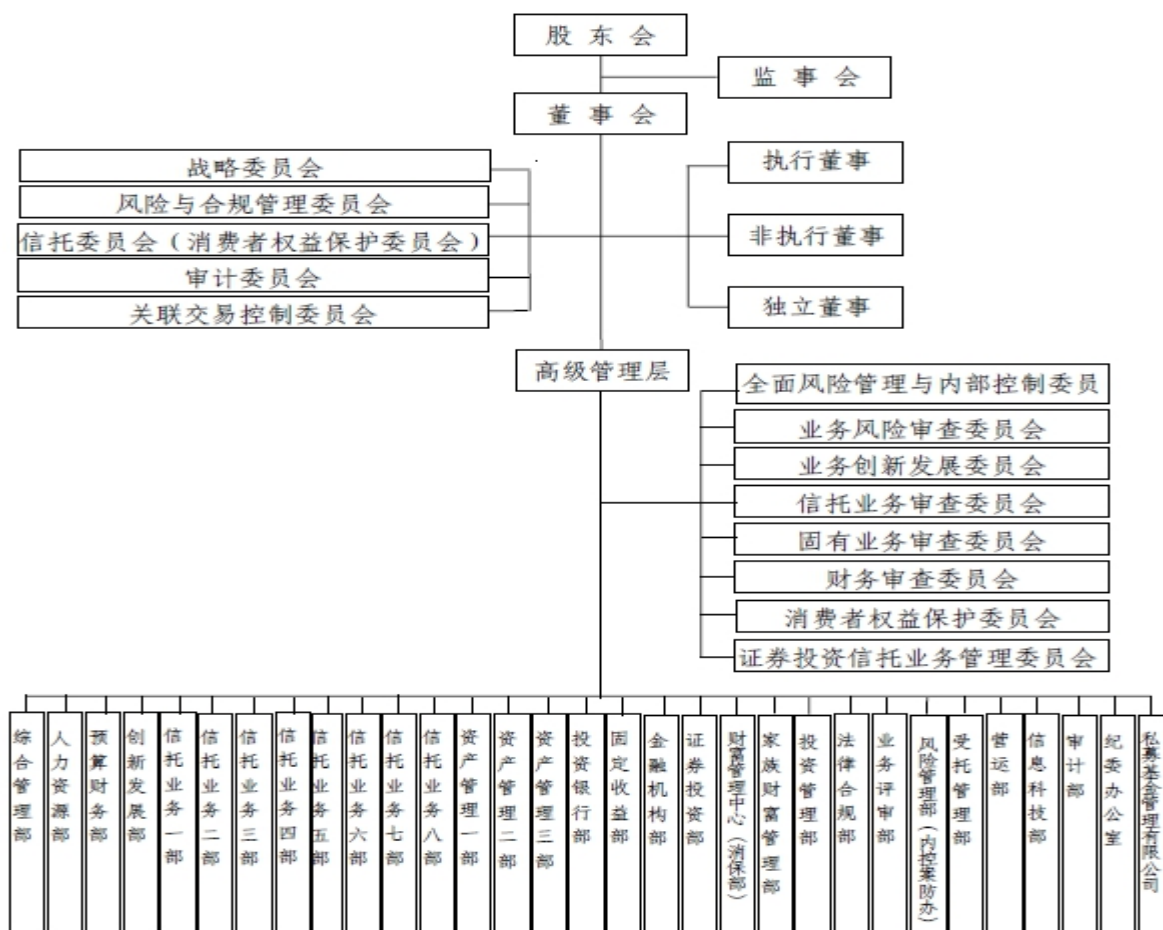 股东会
监事会
董事会
战略委员会
风险与合规管理委员会
信托委员会（消费者权益保护委员会）
审计委员会
关联交易控制委员会
执行董事
非执行董事
独立董事
高级管理层
全面风险管理与内部控制委员
业务风险审查委员会
业务创新发展委员会
信托业务审查委员会
固有业务审查委员会
财务审查委员会
消费者权益保护委员会
证券投资信托业务管理委员会
综合管理部
人力资源部
预算财务部
创新发展部
信托业务一部
信托业务二部
信托业务三部
信托业务四部
信托业务五部
信托业务六部
信托业务七部
信托业务八部
资产管理一部
资产管理二部
资产管理三部
投资银行部
固定收益部
金融机构部
证券投资部
财富管理中心（消保部）
家族财富管理部
投资管理部
法律合规部
业务评审部
风险管理部（内控案防办）
受托管理部
营运部
信息科技部
审计部
纪委办公室
私募基金管理有限公司